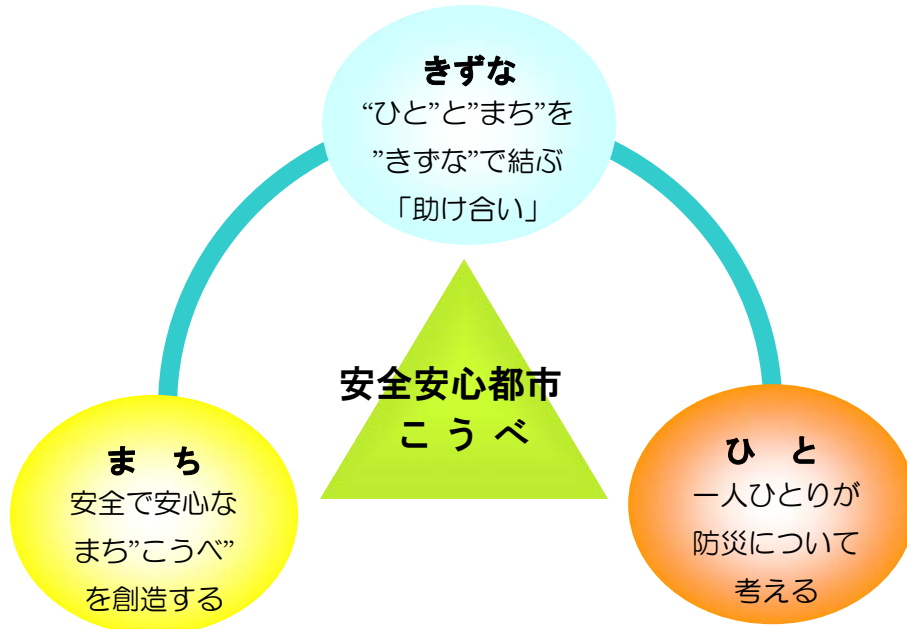 きずな
“ひと”と”まち”を
”きずな”で結ぶ
「助け合い」
安全安心都市
こ う べ
ま　ち
安全で安心な
まち”こうべ”
を創造する
ひ　と
一人ひとりが
防災について
考える